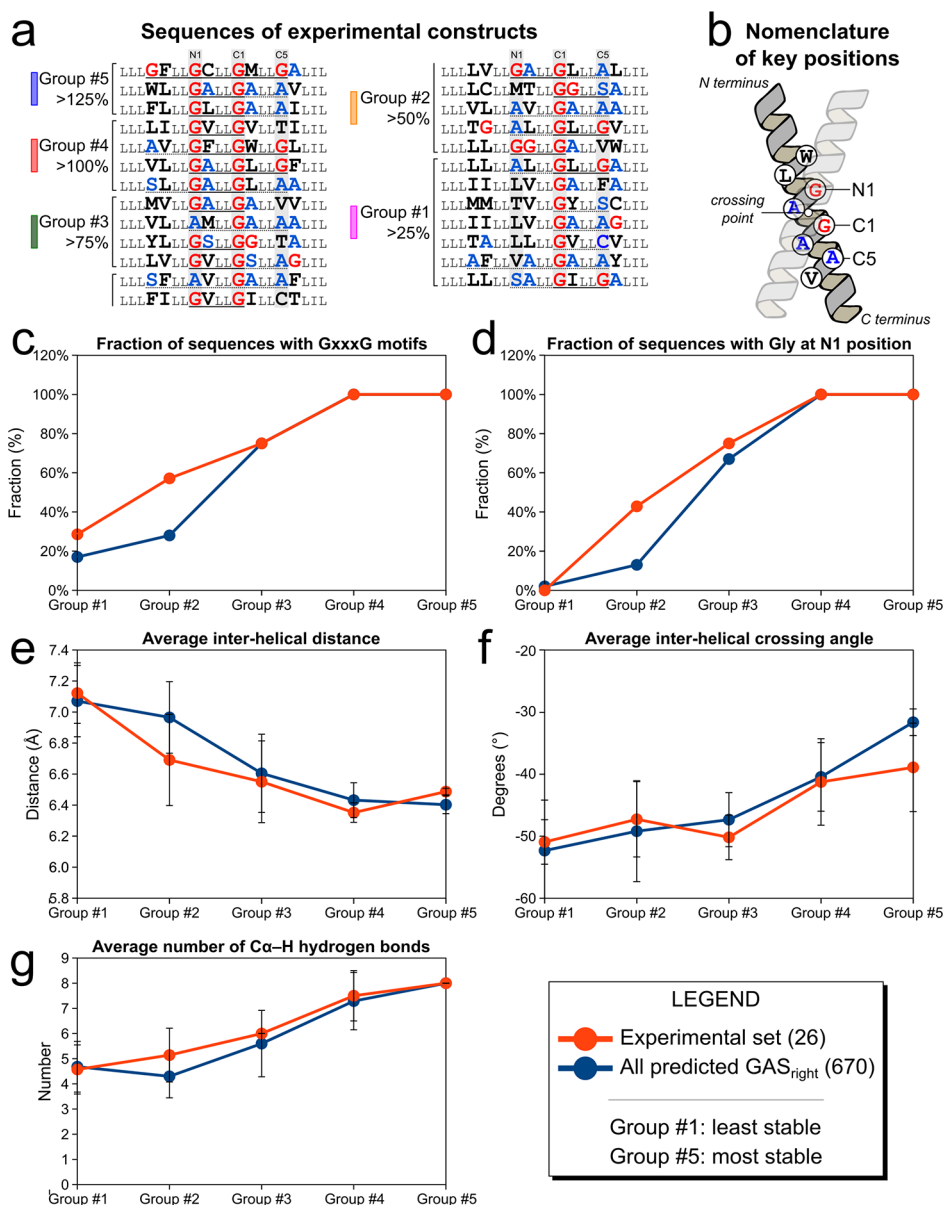 a
Sequences of experimental constructs
N1 C1 C5
Group #5
>125%
LLLGFLLGCLLGMLLGALIL
LLLWLLLGALLGALLAVLIL
LLLFLLLGLLLGALLAILIL
Group #4
>100%
LLLLILLGVLLGVLLTILIL
LLLAVLLGFLLGWLLGLLIL
LLLVLLLGALLGLLLGFLIL
LLLSLLLGALLGLLLAALIL
Group #3
>75%
LLLMVLLGVLLGALLVVLIL
LLLVLLLAMLLGALLAALIL
LLLYLLLGSLLGGLLTALIL
LLLVLLLGVLLGSLLAGLIL
LLLSFLLAVLLGALLAFLIL
LLLFILLGVLLGILLCTLIL
N1 C1 C5
Group #2
>50%
LLLLVLLGALLGLLLALLIL
LLLLCLLMTLLGGLLSALIL
LLLVLLLAVLLGALLAALIL
LLLTGLLALLLGLLLGVLIL
LLLLLLLGGLLGALLVWLIL
Group #1
>25%
LLLLLLLALLLGLLLGALIL
LLLIILLLVLLGALLFALIL
LLLMMLLTVLLGYLLSCLIL
LLLIILLLVLLGALLAGLIL
LLLTALLLLLLGVLLCVLIL
LLLAFLLVALLGALLAYLIL
LLLLLLLSALLGILLGALIL
b
Nomenclature
of key positions
N terminus
W
L
G
N1
A
crossing
point
G
C1
A
A
C5
V
C terminus
c
Fraction of sequences with GxxxG motifs
Fraction (%)
120%
100%
80%
60%
40%
20%
0%
Group #1 Group #2 Group #3 Group #4 Group #5
d
Fraction of sequences with Gly at N1 position
Fraction (%)
120%
100%
80%
60%
40%
20%
0%
Group #1 Group #2 Group #3 Group #4 Group #5
e
Average inter-helical distance
Distance (Å)
7.4
7.2
7.0
6.8
6.6
6.4
6.2
6.0
5.8
Group #1 Group #2 Group #3 Group #4 Group #5
f
Average inter-helical crossing angle
Degrees (°)
-20
-30
-40
-50
-60
Group #1 Group #2 Group #3 Group #4 Group #5
g
Average number of Cα–H hydrogen bonds
Number
9
8
7
6
5
4
3
2
1
0
Group #1 Group #2 Group #3 Group #4 Group #5
LEGEND
Experimental set (26)
All predicted GASright (670)
Group #1: least stable
Group #5: most stable